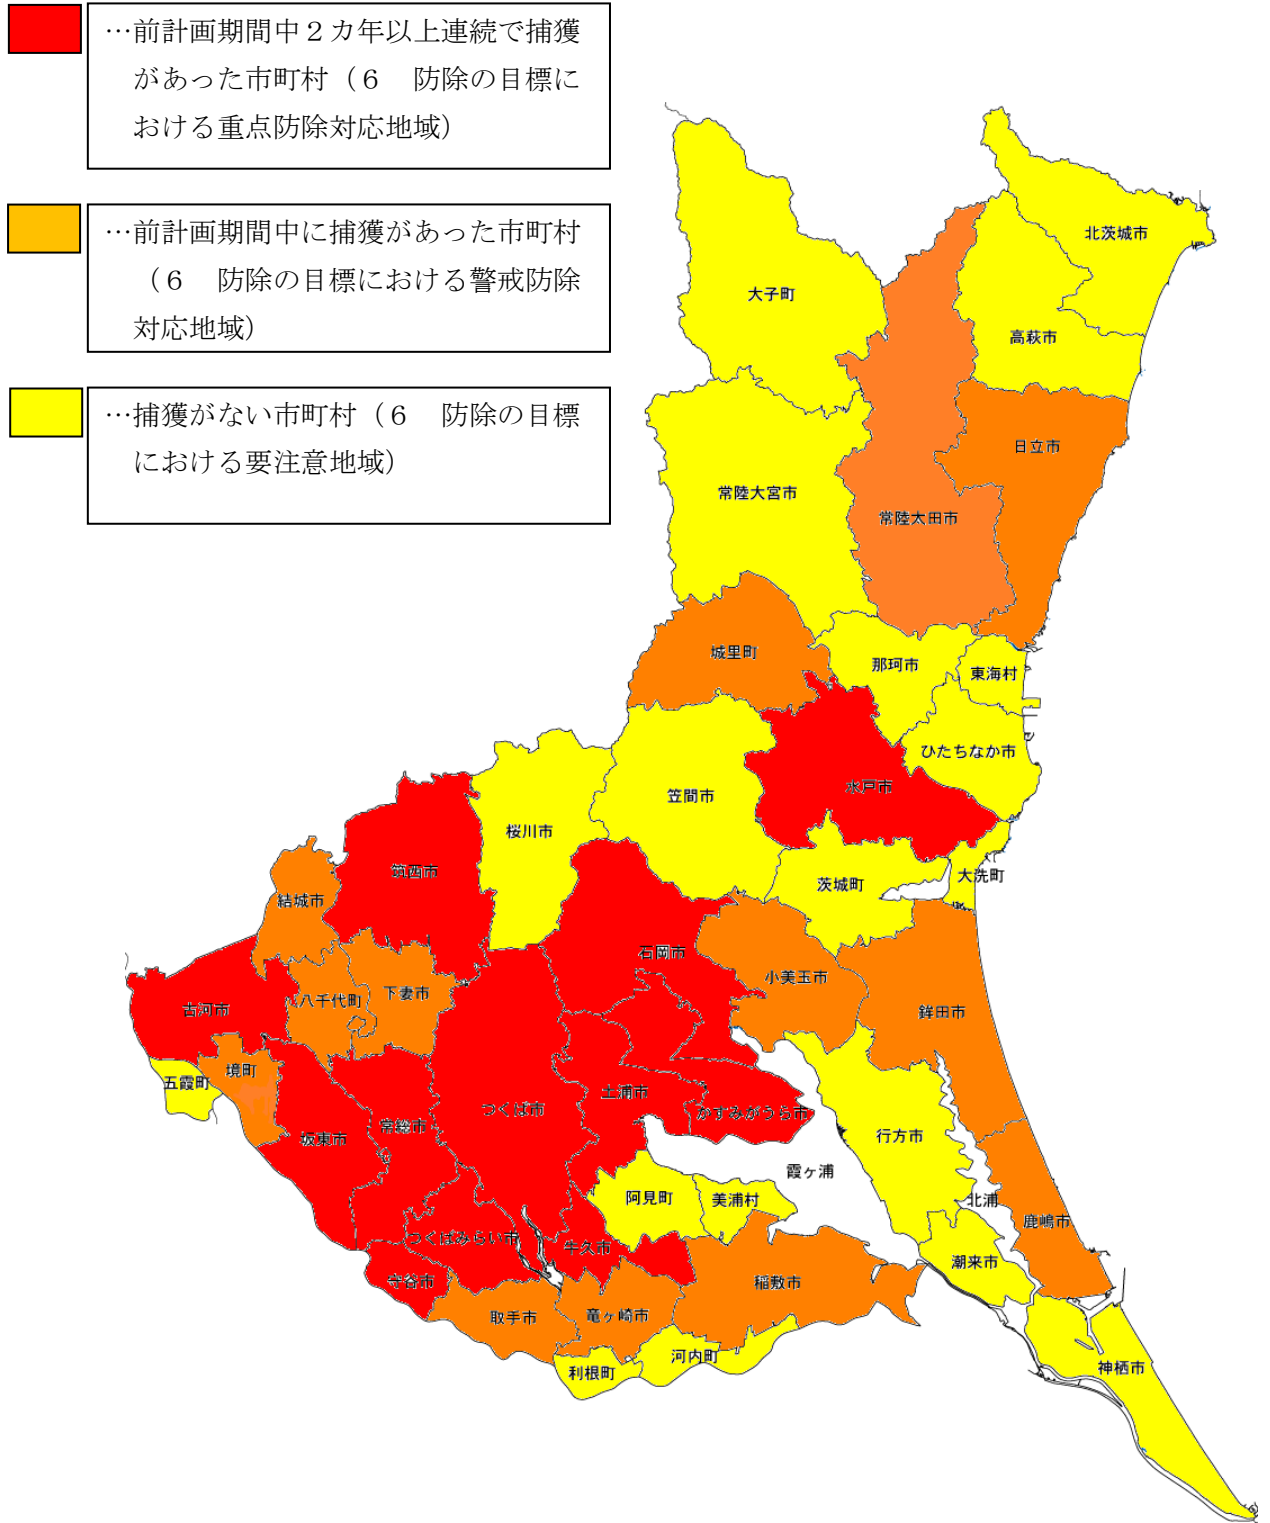 …前計画期間中２カ年以上連続で捕獲
があった市町村（６　防除の目標に
おける重点防除対応地域）
…前計画期間中に捕獲があった市町村
（６　防除の目標における警戒防除
対応地域）
…捕獲がない市町村（６　防除の目標
における要注意地域）
北茨城市
大子町
高萩市
日立市
常陸大宮市
常陸太田市
城里町
那珂市
東海村
ひたちなか市
水戸市
笠間市
桜川市
筑西市
茨城町
大洗町
結城市
石岡市
小美玉市
下妻市
八千代町
古河市
鉾田市
境町
五霞町
土浦市
かすみがうら市
つくば市
常総市
坂東市
行方市
霞ヶ浦
阿見町
美浦村
北浦
鹿嶋市
つくばみらい市
牛久市
潮来市
守谷市
稲敷市
取手市
竜ヶ崎市
河内町
利根町
神栖市